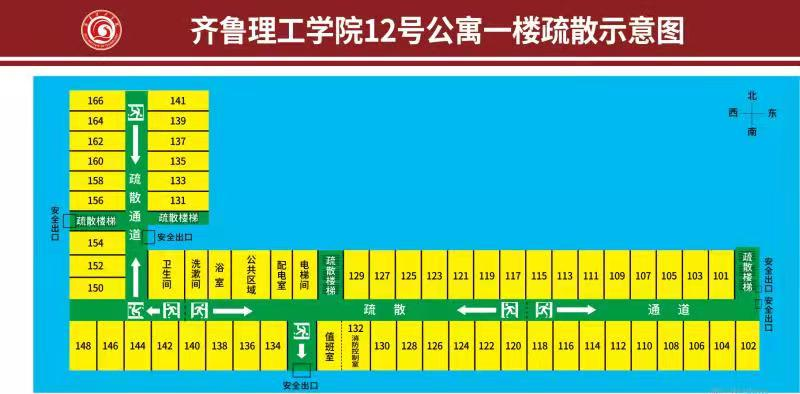 齐鲁理工学院12号公寓一楼疏散示意图
北
西 东
南
166 141
164 139
162 137
160 135
158 133
156 131
疏散通道
疏散楼梯 疏散楼梯
安全出口
安全出口
154
152
150
卫生间 洗漱间 浴室 公共区域 配电室 电梯间 疏散楼梯 129 127 125 123 121 119 117 115 113 111 109 107 105 103 101 疏散楼梯
安全出口
安全出口
疏散 通道
148 146 144 142 140 138 136 134 值班室 132 消防控制室 130 128 126 124 122 120 118 116 114 112 110 108 106 104 102
安全出口